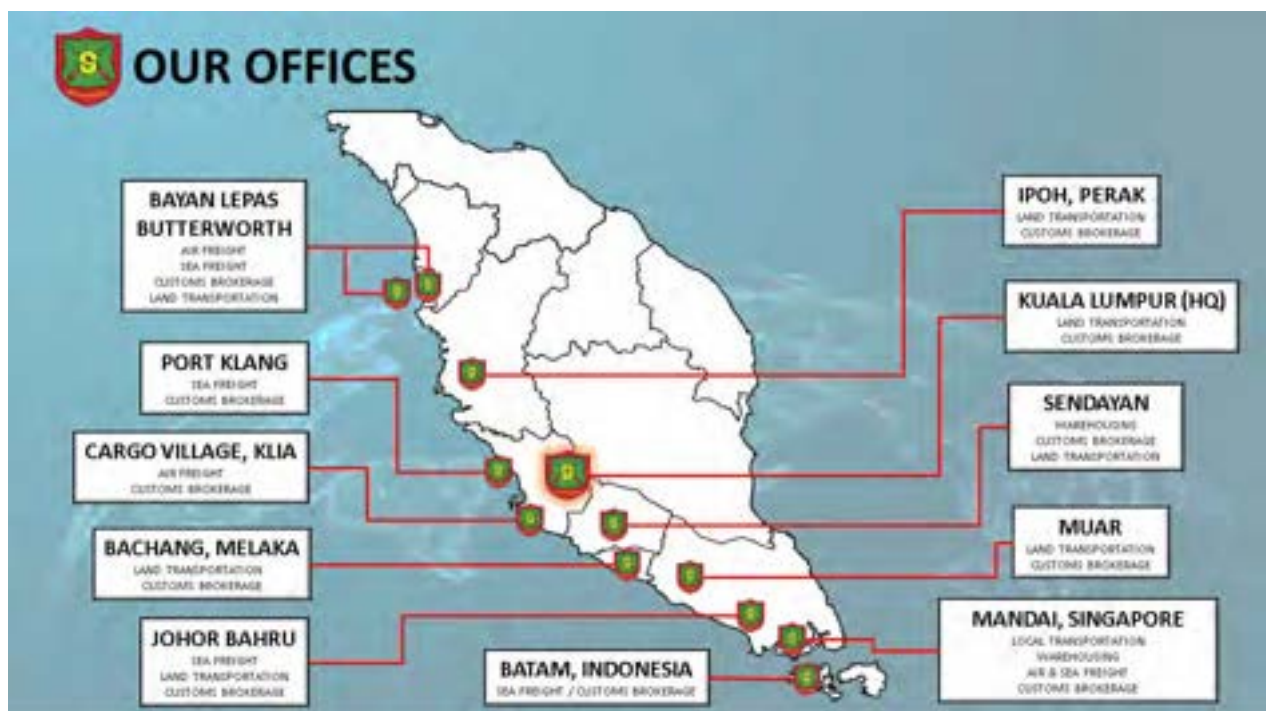 OUR OFFICES
BAYAN LEPAS
BUTTERWORTH
AIR FREIGHT
SEA FREIGHT
CUSTOMS BROKERAGE
LAND TRANSPORTATION
PORT KLANG
SEA FREIGHT
CUSTOMS BROKERAGE
CARGO VILLAGE, KLIA
AIR FREIGHT
CUSTOMS BROKERAGE
BACHANG, MELAKA
LAND TRANSPORTATION
CUSTOMS BROKERAGE
JOHOR BAHRU
SEA FREIGHT
LAND TRANSPORTATION
CUSTOMS BROKERAGE
BATAM, INDONESIA
SEA FREIGHT / CUSTOMS BROKERAGE
IPOH, PERAK
LAND TRANSPORTATION
CUSTOMS BROKERAGE
KUALA LUMPUR (HQ)
LAND TRANSPORTATION
CUSTOMS BROKERAGE
SENDAYAN
WAREHOUSING
CUSTOMS BROKERAGE
LAND TRANSPORTATION
MUAR
LAND TRANSPORTATION
CUSTOMS BROKERAGE
MANDAI, SINGAPORE
LOCAL TRANSPORTATION
WAREHOUSING
AIR & SEA FREIGHT
CUSTOMS BROKERAGE